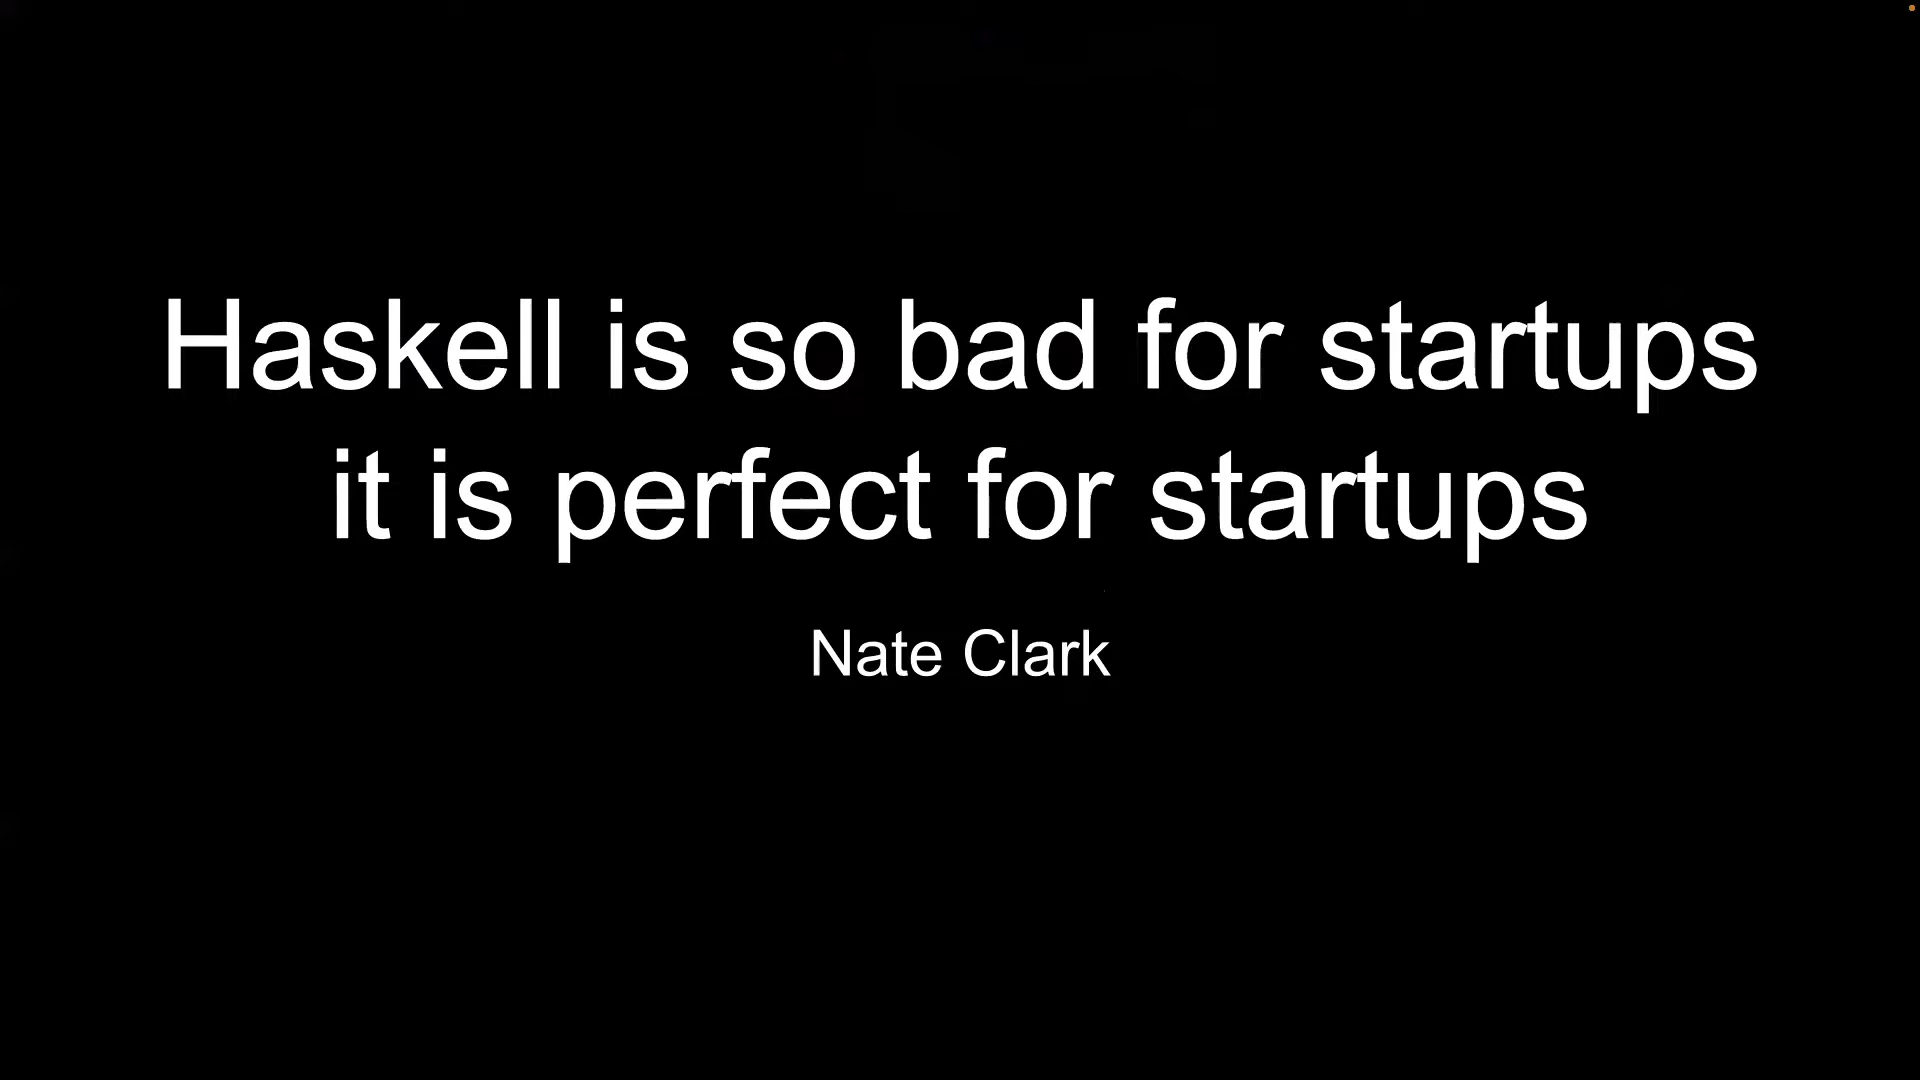 Haskell is so bad for startups
it is perfect for startups
Nate Clark